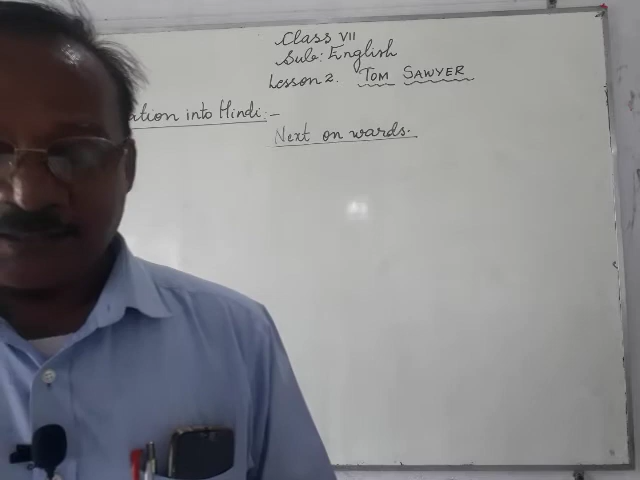 Class VII
Sub: English
Lesson 2. TOM SAWYER
ation into Hindi:-
Next on wards.